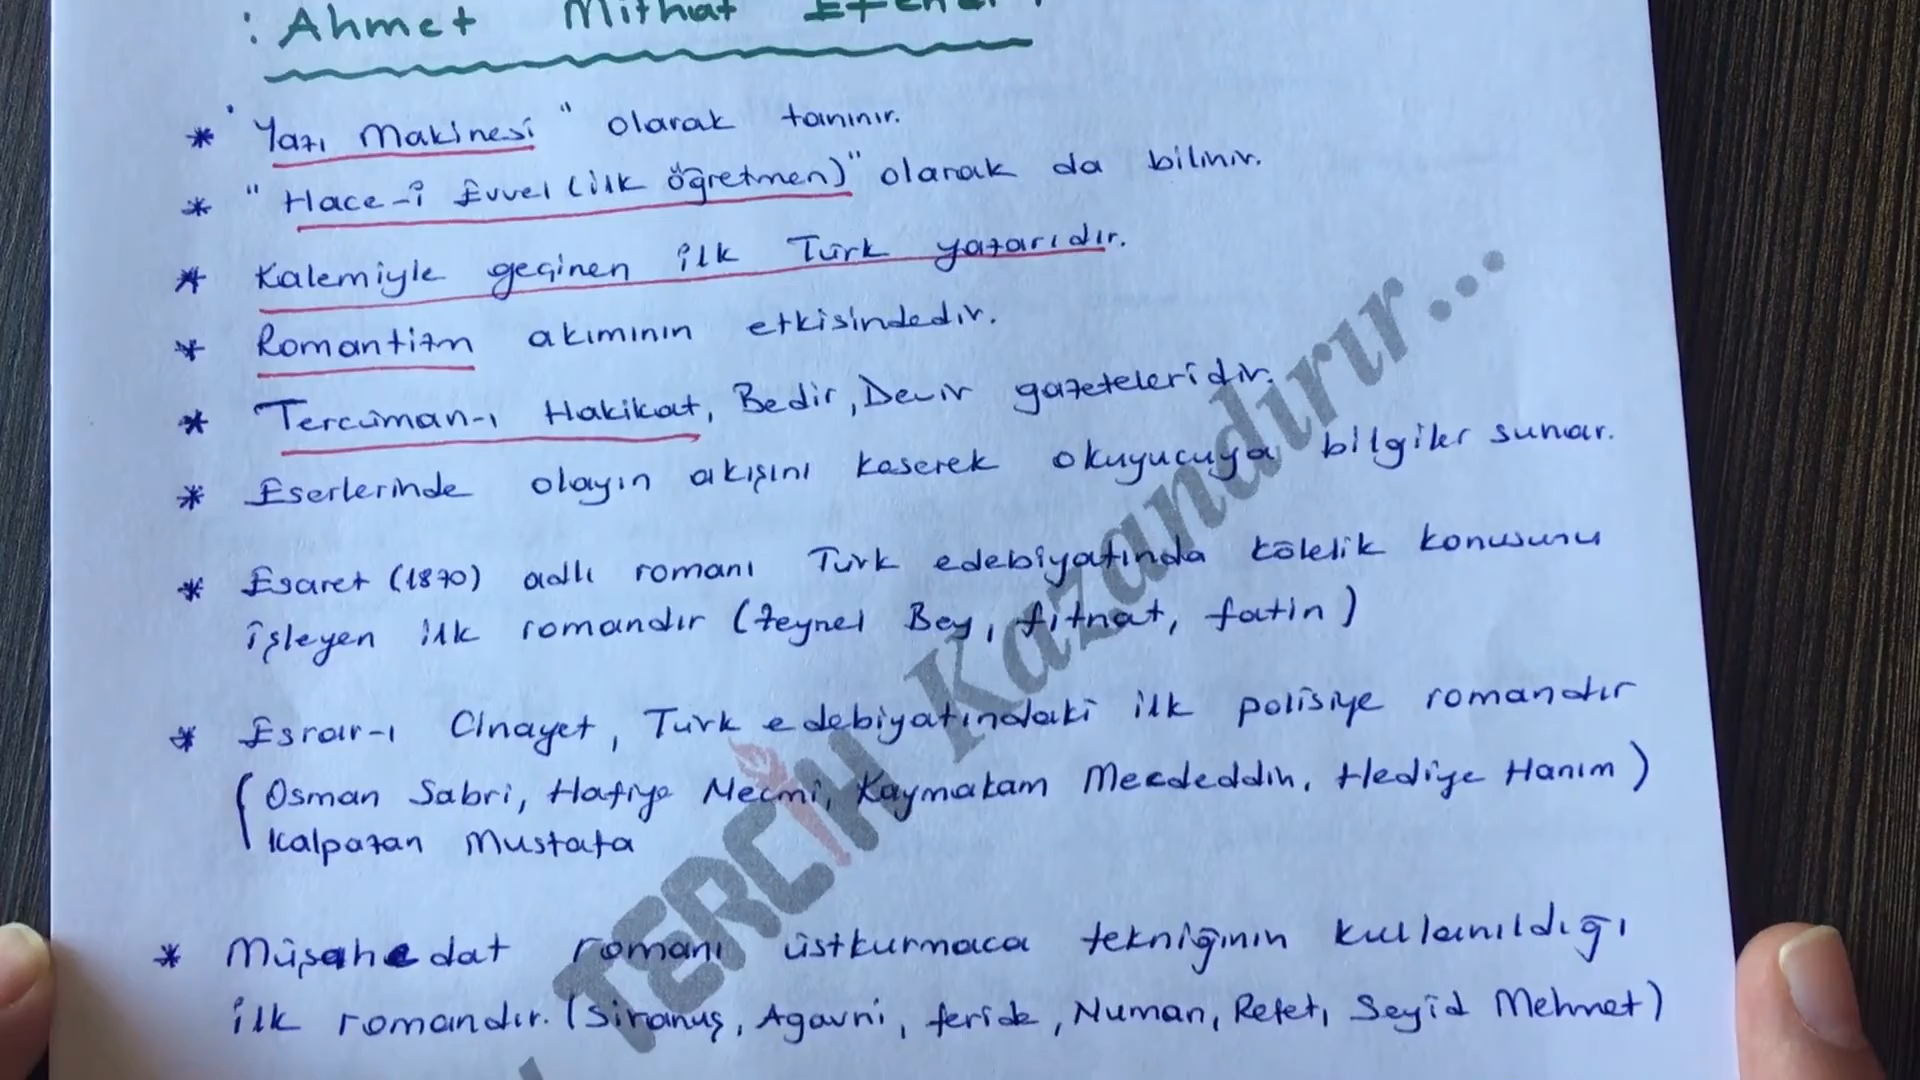 : Ahmet Mithat Efendi :
* "Yazı Makinesi" olarak tanınır.
* "Hace-i Evvel (ilk öğretmen)" olarak da bilinir.
* Kalemiyle geçinen ilk Türk yazarıdır.
* Romantizm akımının etkisindedir.
* Tercüman-ı Hakikat, Bedir, Devir gazeteleridir.
* Eserlerinde olayın akışını keserek okuyucuya bilgiler sunar.
* Esaret (1870) adlı romanı Türk edebiyatında kölelik konusunu
işleyen ilk romandır (Zeynel Bey, fitnat, fatin)
* Esrar-ı Cinayet, Türk edebiyatındaki ilk polisiye romandır
(Osman Sabri, Hafiye Necmi, Kaymakam Mecdeddin, Hediye Hanım)
Kalpazan Mustafa
* Müşahedat romanı üstkurmaca tekniğinin kullanıldığı
ilk romandır. (Siranuş, Agavni, feride, Numan, Refet, Seyid Mehmet)
TERCİH Kazandırır...